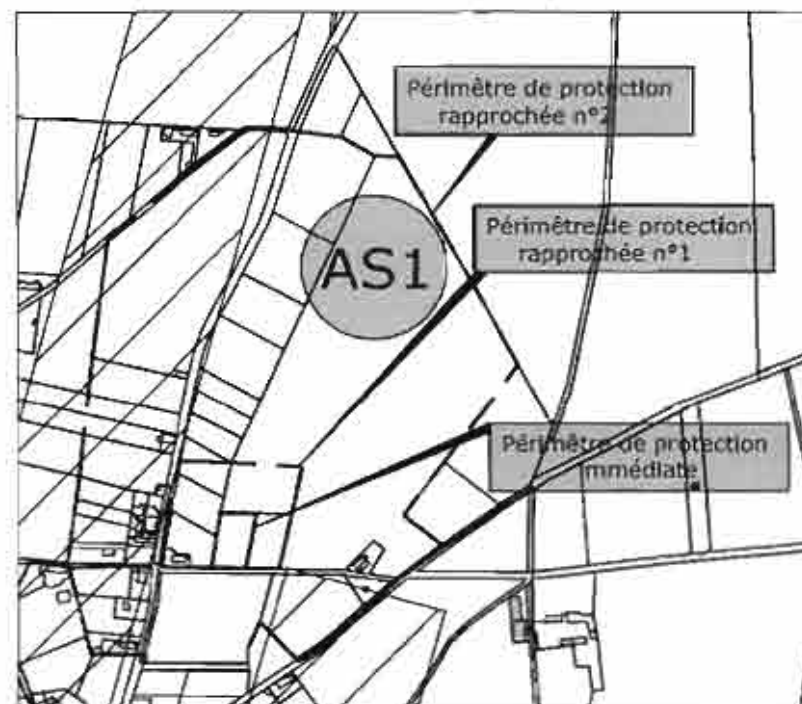 Périmètre de protection
rapprochée n°2
Périmètre de protection
rapprochée n°1
AS1
Périmètre de protection
immédiate